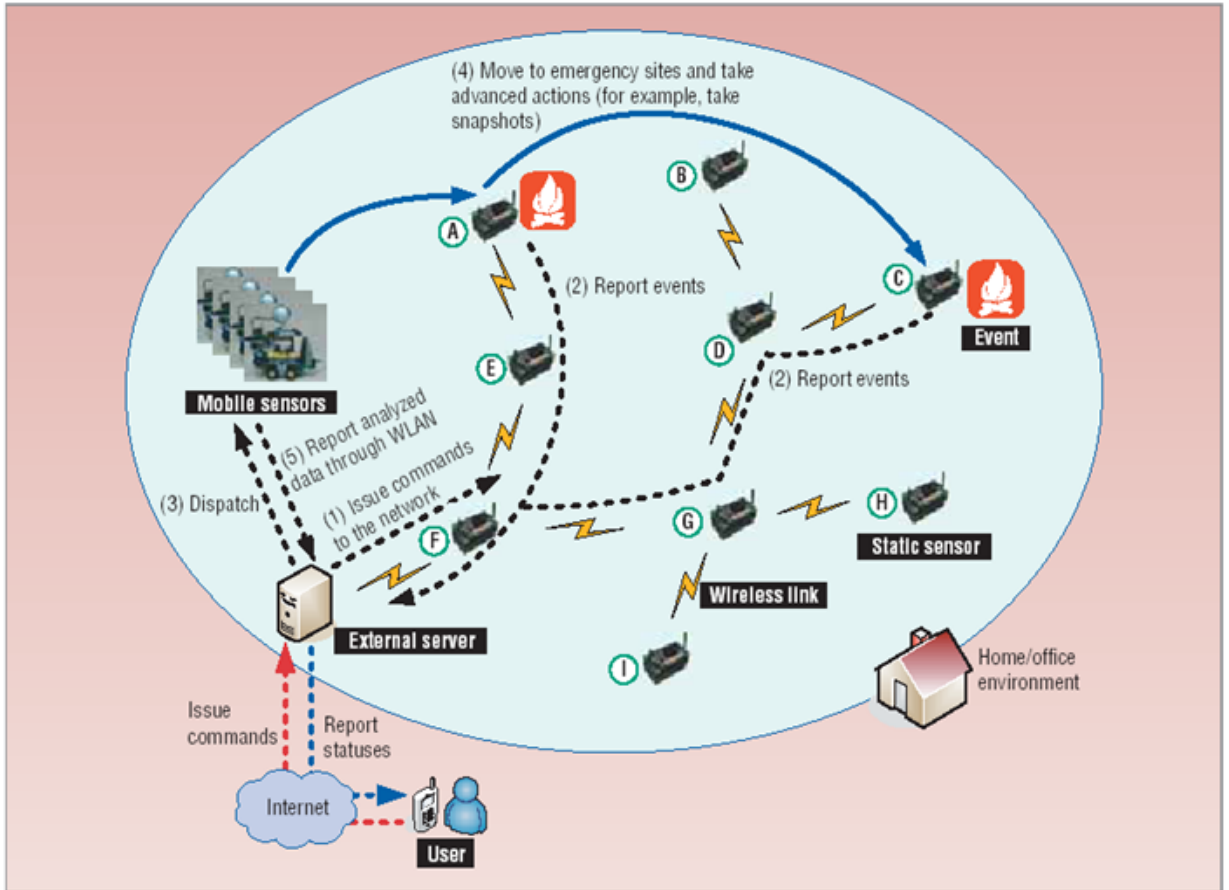 (4) Move to emergency sites and take
advanced actions (for example, take
snapshots)
B
A
C
(2) Report events
Event
D
E
(2) Report events
Mobile sensors
(5) Report analyzed
data through WLAN
(3) Dispatch
(1) Issue commands
to the network
F
G
H
Static sensor
Wireless link
External server
I
Home/office
environment
Issue
commands
Report
statuses
Internet
User